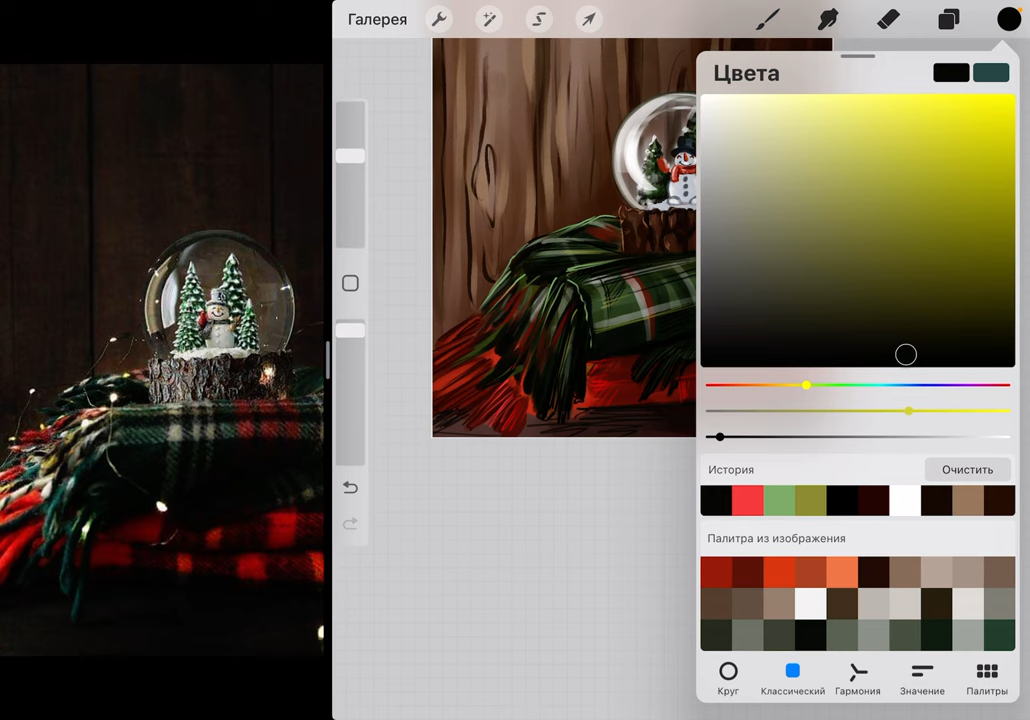 Галерея
Цвета
История
Очистить
Палитра из изображения
Круг
Классический
Гармония
Значение
Палитры